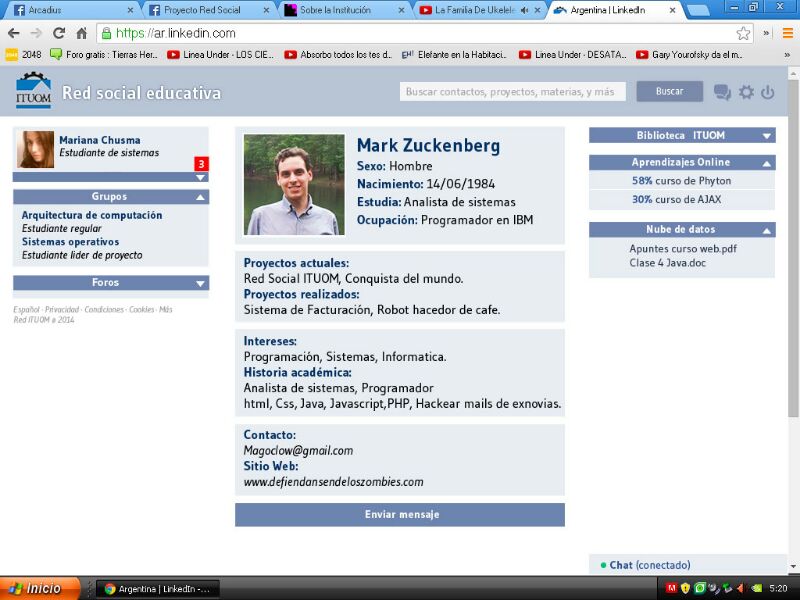 Arcadius
Proyecto Red Social
Sobre la Institución
La Familia De Ukelele
Argentina | LinkedIn
https://ar.linkedin.com
2048
Foro gratis : Tierras Her...
Linea Under - LOS CIE...
Absorbo todos los tes d...
Elefante en la Habitaci...
Linea Under - DESATA...
Gary Yourofsky da el m...
ITUOM
Red social educativa
Buscar contactos, proyectos, materias, y más
Buscar
Mariana Chusma
Estudiante de sistemas
3
Grupos
Arquitectura de computación
Estudiante regular
Sistemas operativos
Estudiante lider de proyecto
Foros
Español · Privacidad · Condiciones · Cookies · Más
Red ITUOM © 2014
Mark Zuckenberg
Sexo: Hombre
Nacimiento: 14/06/1984
Estudia: Analista de sistemas
Ocupación: Programador en IBM
Proyectos actuales:
Red Social ITUOM, Conquista del mundo.
Proyectos realizados:
Sistema de Facturación, Robot hacedor de cafe.
Intereses:
Programación, Sistemas, Informatica.
Historia académica:
Analista de sistemas, Programador
html, Css, Java, Javascript,PHP, Hackear mails de exnovias.
Contacto:
Magoclow@gmail.com
Sitio Web:
www.defiendansendeloszombies.com
Enviar mensaje
Biblioteca ITUOM
Aprendizajes Online
58% curso de Phyton
30% curso de AJAX
Nube de datos
Apuntes curso web.pdf
Clase 4 Java.doc
Chat (conectado)
Inicio
Argentina | LinkedIn -...
5:20